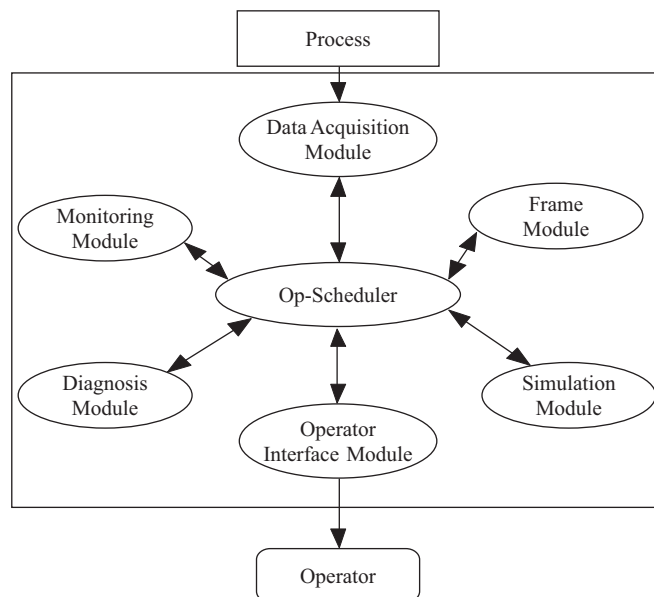 Process
Data Acquisition
Module
Monitoring
Module
Frame
Module
Op-Scheduler
Diagnosis
Module
Simulation
Module
Operator
Interface Module
Operator